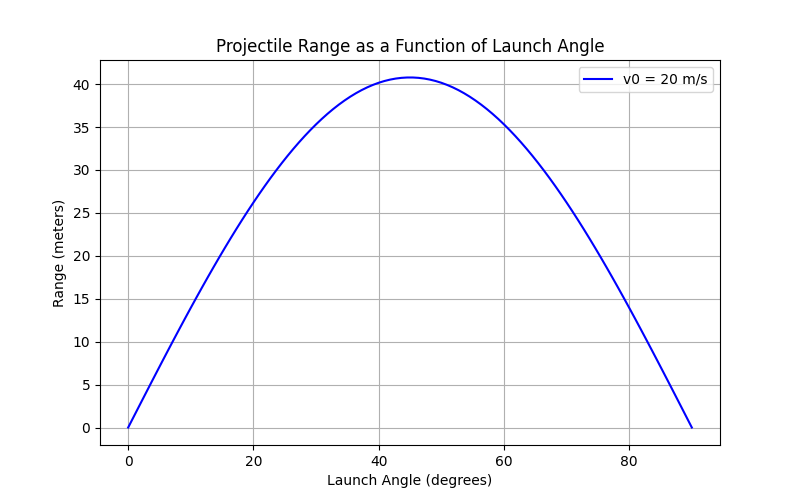 Projectile Range as a Function of Launch Angle
v0 = 20 m/s
Range (meters)
40
35
30
25
20
15
10
5
0
0 20 40 60 80
Launch Angle (degrees)